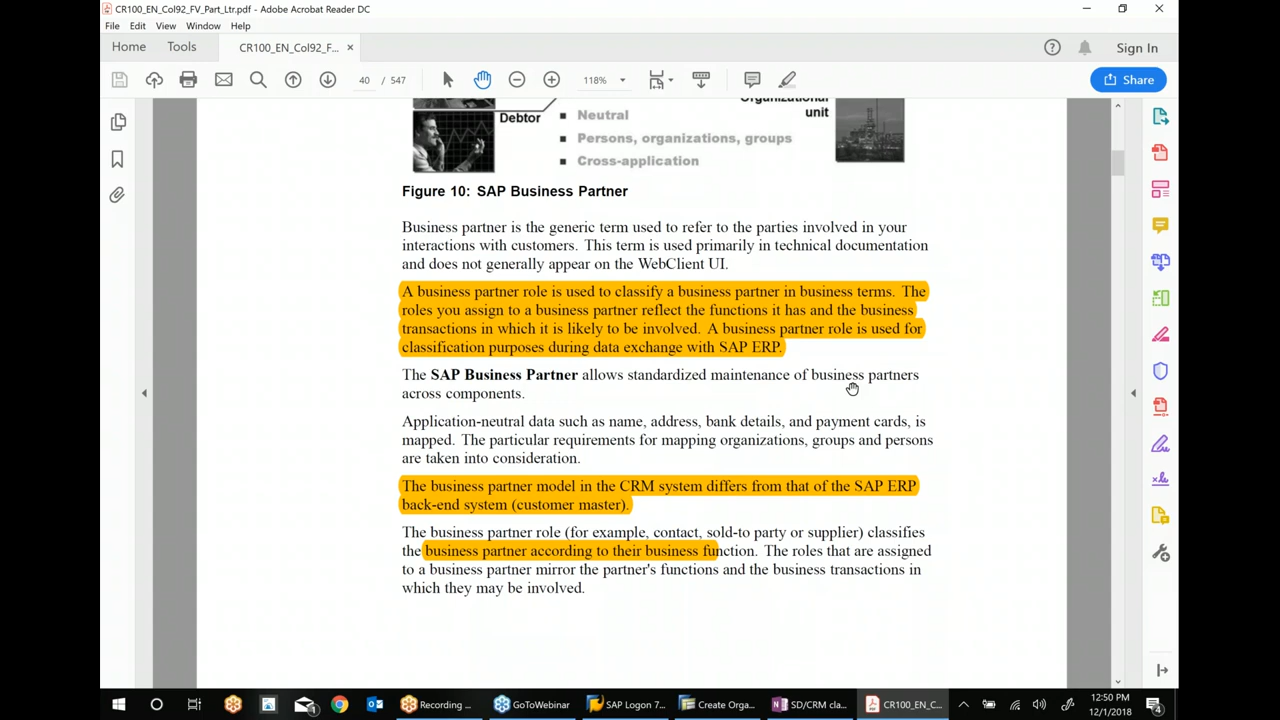 CR100_EN_Col92_FV_Part_Ltr.pdf - Adobe Acrobat Reader DC
File Edit View Window Help
Home Tools CR100_EN_Col92_F... × Sign In
40 / 547 118% Share
Organizational
unit
Debtor
Neutral
Persons, organizations, groups
Cross-application
Figure 10: SAP Business Partner
Business partner is the generic term used to refer to the parties involved in your
interactions with customers. This term is used primarily in technical documentation
and does not generally appear on the WebClient UI.
A business partner role is used to classify a business partner in business terms. The
roles you assign to a business partner reflect the functions it has and the business
transactions in which it is likely to be involved. A business partner role is used for
classification purposes during data exchange with SAP ERP.
The SAP Business Partner allows standardized maintenance of business partners
across components.
Application-neutral data such as name, address, bank details, and payment cards, is
mapped. The particular requirements for mapping organizations, groups and persons
are taken into consideration.
The business partner model in the CRM system differs from that of the SAP ERP
back-end system (customer master).
The business partner role (for example, contact, sold-to party or supplier) classifies
the business partner according to their business function. The roles that are assigned
to a business partner mirror the partner's functions and the business transactions in
which they may be involved.
Recording ... GoToWebinar SAP Logon 7... Create Orga... SD/CRM cla... CR100_EN_C...
12:50 PM
12/1/2018
4